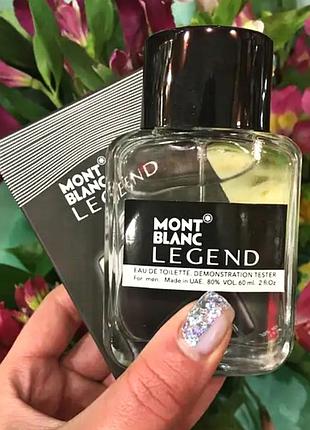 MONT
BLANC
LEGEND
MONT
BLANC
LEGEND
EAU DE TOILETTE. DEMONSTRATION TESTER
For men. Made in UAE. 80% VOL. 60 ml. 2 fl.Oz